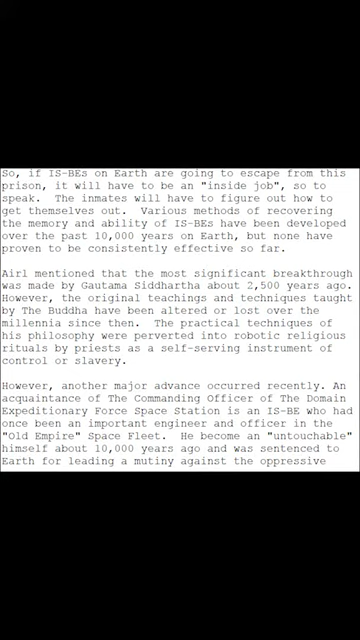 So, if IS-BEs on Earth are going to escape from this
prison, it will have to be an "inside job", so to
speak.  The inmates will have to figure out how to
get themselves out.  Various methods of recovering
the memory and ability of IS-BEs have been developed
over the past 10,000 years on Earth, but none have
proven to be consistently effective so far.

Airl mentioned that the most significant breakthrough
was made by Gautama Siddhartha about 2,500 years ago.
However, the original teachings and techniques taught
by The Buddha have been altered or lost over the
millennia since then.  The practical techniques of
his philosophy were perverted into robotic religious
rituals by priests as a self-serving instrument of
control or slavery.

However, another major advance occurred recently. An
acquaintance of The Commanding Officer of The Domain
Expeditionary Force Space Station is an IS-BE who had
once been an important engineer and officer in the
"Old Empire" Space Fleet.  He become an "untouchable"
himself about 10,000 years ago and was sentenced to
Earth for leading a mutiny against the oppressive